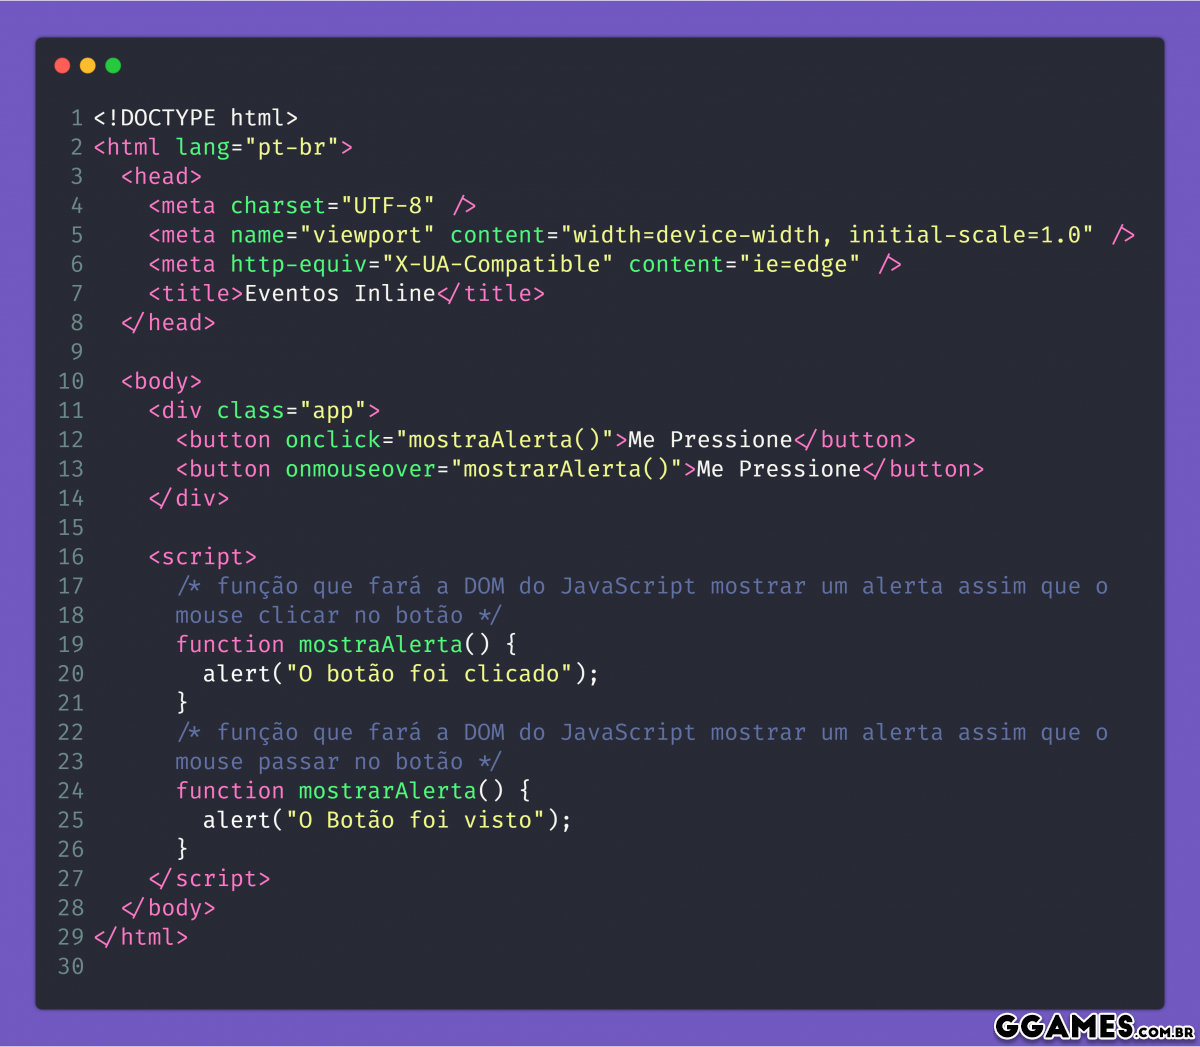 1 <!DOCTYPE html>
2 <html lang="pt-br">
3   <head>
4     <meta charset="UTF-8" />
5     <meta name="viewport" content="width=device-width, initial-scale=1.0" />
6     <meta http-equiv="X-UA-Compatible" content="ie=edge" />
7     <title>Eventos Inline</title>
8   </head>
9
10   <body>
11     <div class="app">
12       <button onclick="mostraAlerta()">Me Pressione</button>
13       <button onmouseover="mostrarAlerta()">Me Pressione</button>
14     </div>
15
16     <script>
17       /* função que fará a DOM do JavaScript mostrar um alerta assim que o
18       mouse clicar no botão */
19       function mostraAlerta() {
20         alert("O botão foi clicado");
21       }
22       /* função que fará a DOM do JavaScript mostrar um alerta assim que o
23       mouse passar no botão */
24       function mostrarAlerta() {
25         alert("O Botão foi visto");
26       }
27     </script>
28   </body>
29 </html>
30
GGAMES.COM.BR